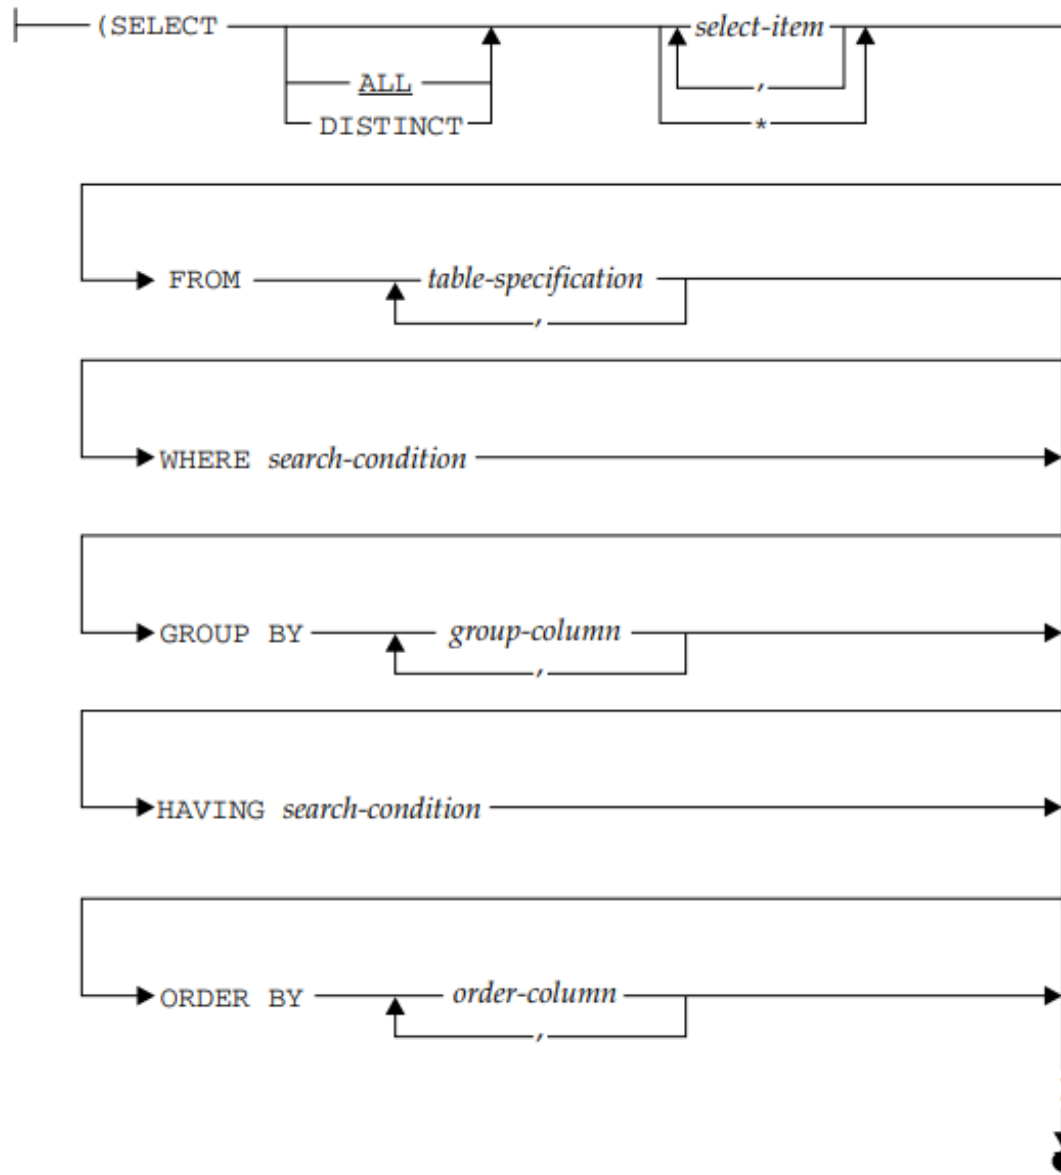 (SELECT select-item
ALL ,
DISTINCT *
FROM table-specification
,
WHERE search-condition
GROUP BY group-column
,
HAVING search-condition
ORDER BY order-column
,